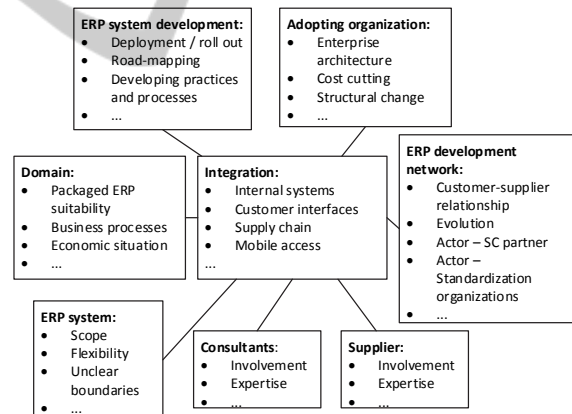 ERP system development:
• Deployment / roll out
• Road-mapping
• Developing practices
and processes
• ...
Adopting organization:
• Enterprise
architecture
• Cost cutting
• Structural change
• ...
Domain:
• Packaged ERP
suitability
• Business processes
• Economic situation
• ...
Integration:
• Internal systems
• Customer interfaces
• Supply chain
• Mobile access
...
ERP development
network:
• Customer-supplier
relationship
• Evolution
• Actor – SC partner
• Actor –
Standardization
organizations
• ...
ERP system:
• Scope
• Flexibility
• Unclear
boundaries
• ...
Consultants:
• Involvement
• Expertise
• ...
Supplier:
• Involvement
• Expertise
• ...